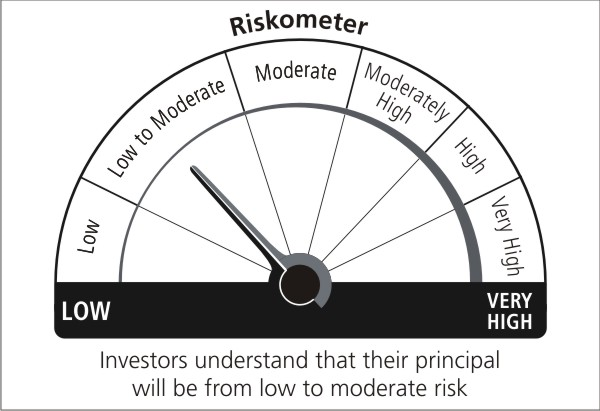 Riskometer
Low
Low to Moderate
Moderate
Moderately
High
High
Very High
LOW
VERY
HIGH
Investors understand that their principal
will be from low to moderate risk